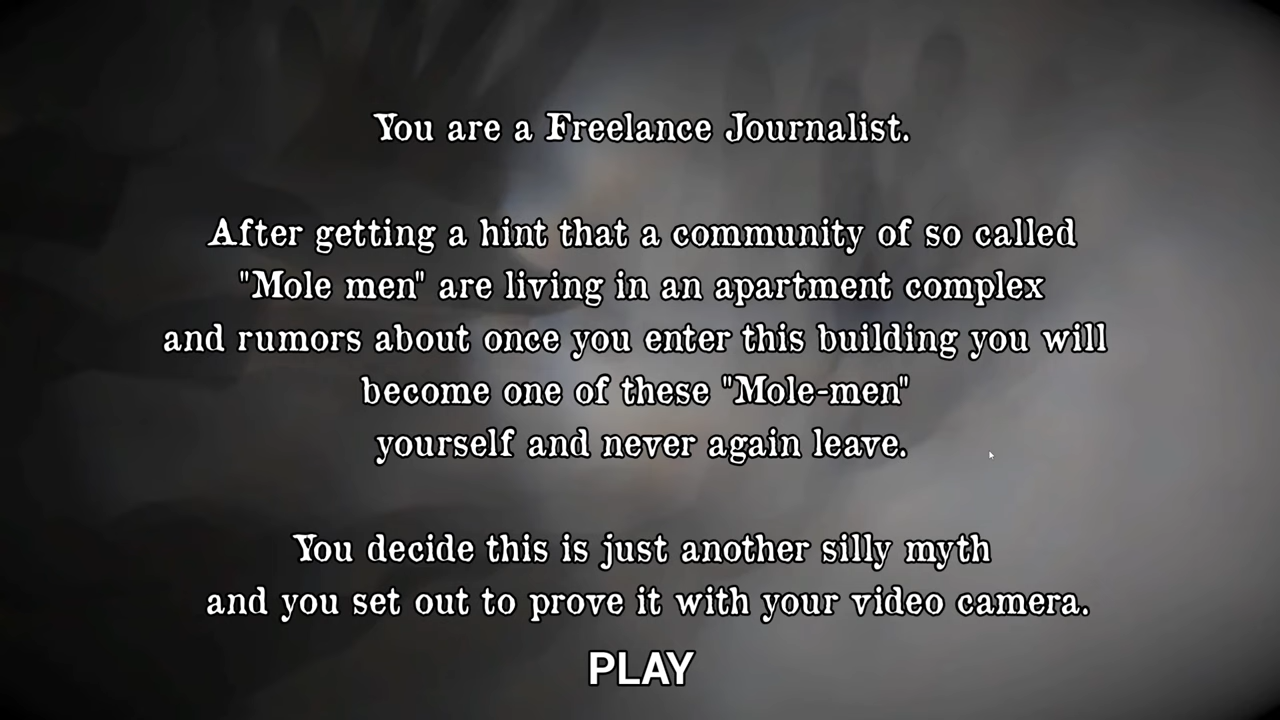 You are a Freelance Journalist.
After getting a hint that a community of so called
"Mole men" are living in an apartment complex
and rumors about once you enter this building you will
become one of these "Mole-men"
yourself and never again leave.
You decide this is just another silly myth
and you set out to prove it with your video camera.
PLAY